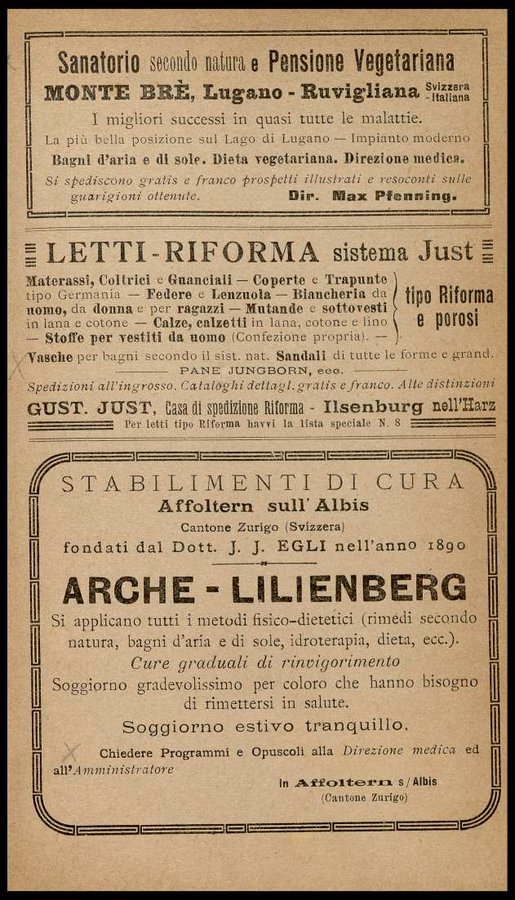 Sanatorio secondo natura e Pensione Vegetariana
MONTE BRÈ, Lugano - Ruvigliana Svizzera - Italiana
I migliori successi in quasi tutte le malattie.
La più bella posizione sul Lago di Lugano — Impianto moderno
Bagni d'aria e di sole. Dieta vegetariana. Direzione medica.
Si spediscono gratis e franco prospetti illustrati e resoconti sulle
guarigioni ottenute. Dir. Max Pfenning.
LETTI-RIFORMA sistema Just
Materassi, Coltrici e Guanciali — Coperte e Trapunte
tipo Germania — Federe e Lenzuola — Biancheria da
uomo, da donna e per ragazzi — Mutande e sottovesti
in lana e cotone — Calze, calzetti in lana, cotone e lino
— Stoffe per vestiti da uomo (Confezione propria). —
tipo Riforma
e porosi
Vasche per bagni secondo il sist. nat. Sandali di tutte le forme e grand.
PANE JUNGBORN, ecc.
Spedizioni all'ingrosso. Cataloghi dettagl. gratis e franco. Alte distinzioni
GUST. JUST, Casa di spedizione Riforma - Ilsenburg nell'Harz
Per letti tipo Riforma havvi la lista speciale N. 8
STABILIMENTI DI CURA
Affoltern sull'Albis
Cantone Zurigo (Svizzera)
fondati dal Dott. J. J. EGLI nell'anno 1890
ARCHE - LILIENBERG
Si applicano tutti i metodi fisico-dietetici (rimedi secondo
natura, bagni d'aria e di sole, idroterapia, dieta, ecc.).
Cure graduali di rinvigorimento
Soggiorno gradevolissimo per coloro che hanno bisogno
di rimettersi in salute.
Soggiorno estivo tranquillo.
Chiedere Programmi e Opuscoli alla Direzione medica ed
all'Amministratore
in Affoltern s/Albis
(Cantone Zurigo)